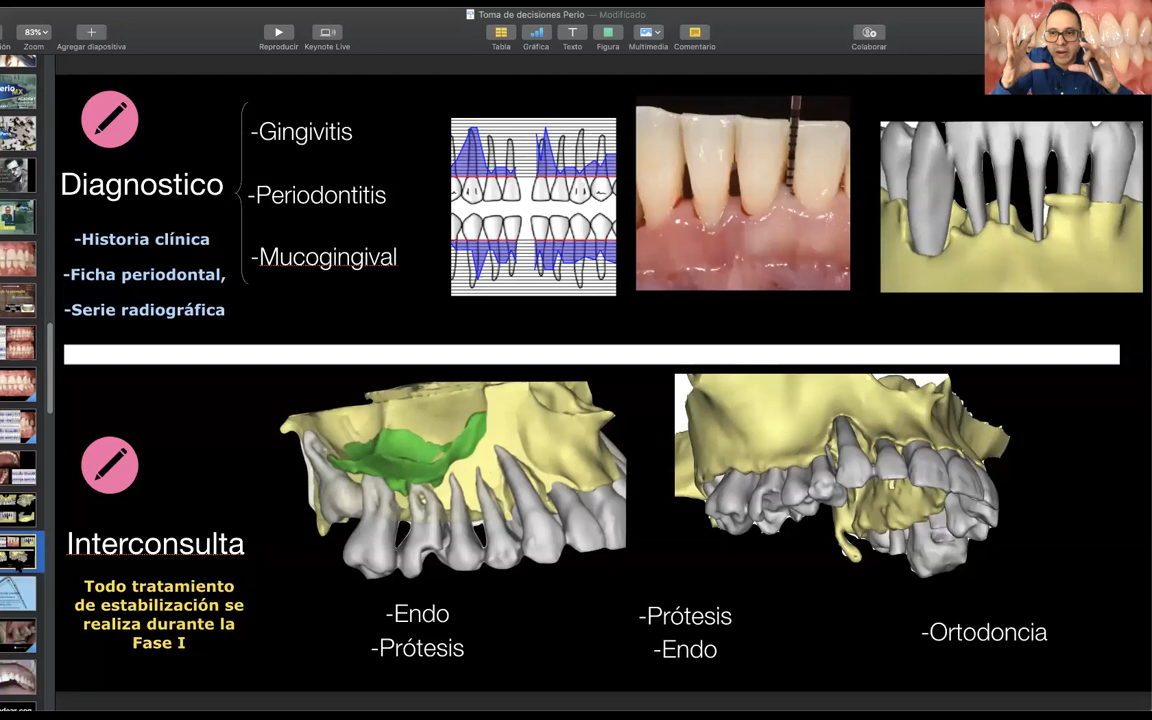 Toma de decisiones Perio — Modificado
83%
ión
Zoom
Agregar diapositiva
Reproducir
Keynote Live
Tabla
Gráfica
Texto
Figura
Multimedia
Comentario
Colaborar
Diagnostico
-Historia clínica
-Ficha periodontal,
-Serie radiográfica
-Gingivitis
-Periodontitis
-Mucogingival
Interconsulta
Todo tratamiento
de estabilización se
realiza durante la
Fase I
-Endo
-Prótesis
-Prótesis
-Endo
-Ortodoncia